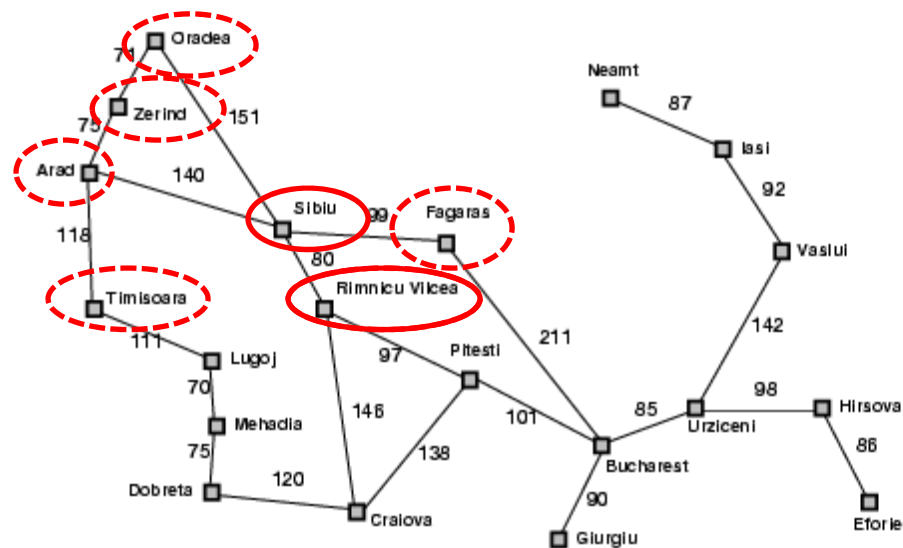 Oradea
71
Neamt
87
Zerind
151
75
Iasi
Arad
140
92
Sibiu
99
Fagaras
118
80
Vaslui
Timisoara
Rimnicu Vilcea
111
97
Pitesti
211
142
Lugoj
70
146
98
Mehadia
101
85
Urziceni
Hirsova
75
138
86
Bucharest
Dobreta
120
90
Craiova
Eforie
Giurgiu